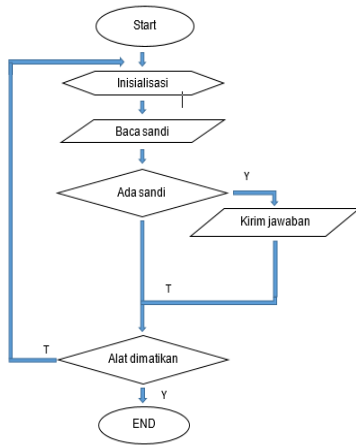 Start
Inisialisasi
Baca sandi
Ada sandi
Y
Kirim jawaban
T
T
Alat dimatikan
Y
END